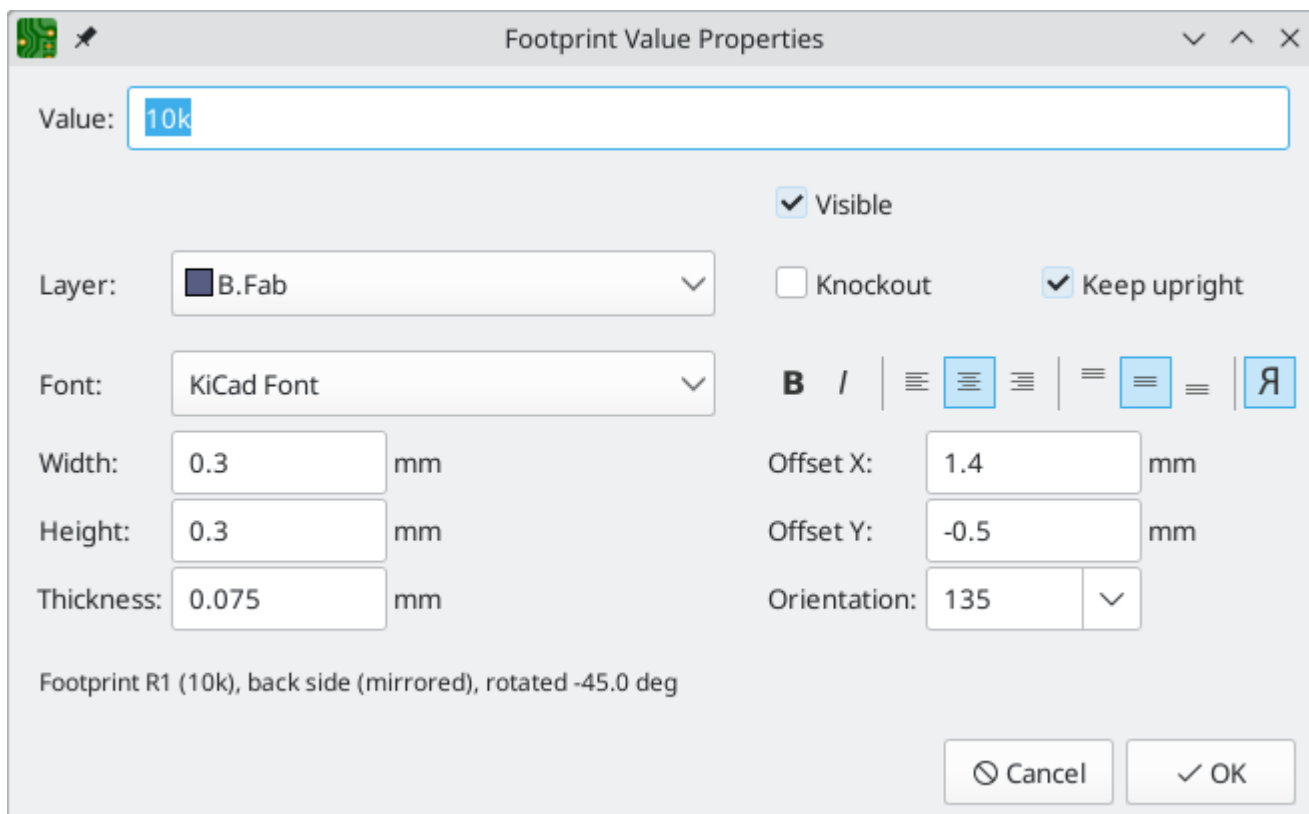 Footprint Value Properties
Value: 10k
Visible
Layer: B.Fab Knockout Keep upright
Font: KiCad Font B I Я
Width: 0.3 mm Offset X: 1.4 mm
Height: 0.3 mm Offset Y: -0.5 mm
Thickness: 0.075 mm Orientation: 135
Footprint R1 (10k), back side (mirrored), rotated -45.0 deg
Cancel OK